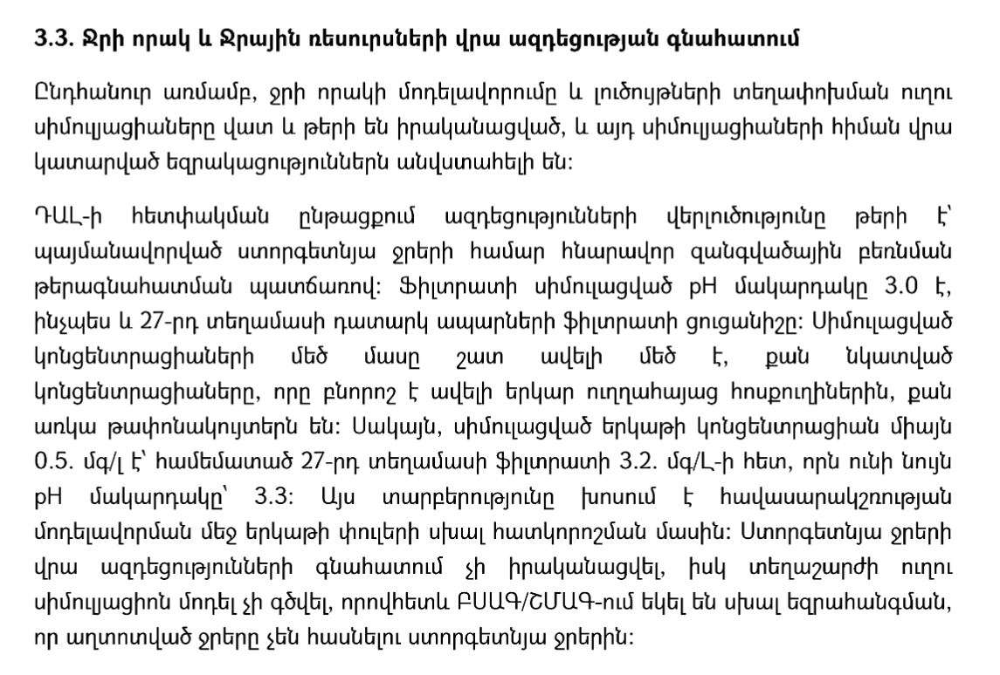 3.3. Ջրի որակ և Ջրային ռեսուրսների վրա ազդեցության գնահատում
Ընդհանուր առմամբ, ջրի որակի մոդելավորումը և լուծույթների տեղափոխման ուղու
սիմուլյացիաները վատ և թերի են իրականացված, և այդ սիմուլյացիաների հիման վրա
կատարված եզրակացություններն անվստահելի են:
ԴԱԼ-ի հետփակման ընթացքում ազդեցությունների վերլուծությունը թերի է՝
պայմանավորված ստորգետնյա ջրերի համար հնարավոր զանգվածային բեռնման
թերագնահատման պատճառով: Ֆիլտրատի սիմուլացված pH մակարդակը 3.0 է,
ինչպես և 27-րդ տեղամասի դատարկ ապարների ֆիլտրատի ցուցանիշը: Սիմուլացված
կոնցենտրացիաների մեծ մասը շատ ավելի մեծ է, քան նկատված
կոնցենտրացիաները, որը բնորոշ է ավելի երկար ուղղահայաց հոսքուղիներին, քան
առկա թափոնակույտերն են: Սակայն, սիմուլացված երկաթի կոնցենտրացիան միայն
0.5. մգ/լ է՝ համեմատած 27-րդ տեղամասի ֆիլտրատի 3.2. մգ/Լ-ի հետ, որն ունի նույն
pH մակարդակը՝ 3.3: Այս տարբերությունը խոսում է հավասարակշռության
մոդելավորման մեջ երկաթի փուլերի սխալ հատկորոշման մասին: Ստորգետնյա ջրերի
վրա ազդեցությունների գնահատում չի իրականացվել, իսկ տեղաշարժի ուղու
սիմուլյացիոն մոդել չի գծվել, որովհետև ԲՍԱԳ/ՇՄԱԳ-ում եկել են սխալ եզրահանգման,
որ աղտոտված ջրերը չեն հասնելու ստորգետնյա ջրերին: